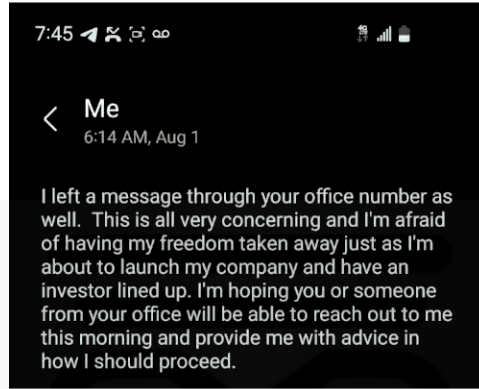 7:45
4G
Me
6:14 AM, Aug 1
I left a message through your office number as
well.  This is all very concerning and I'm afraid
of having my freedom taken away just as I'm
about to launch my company and have an
investor lined up. I'm hoping you or someone
from your office will be able to reach out to me
this morning and provide me with advice in
how I should proceed.